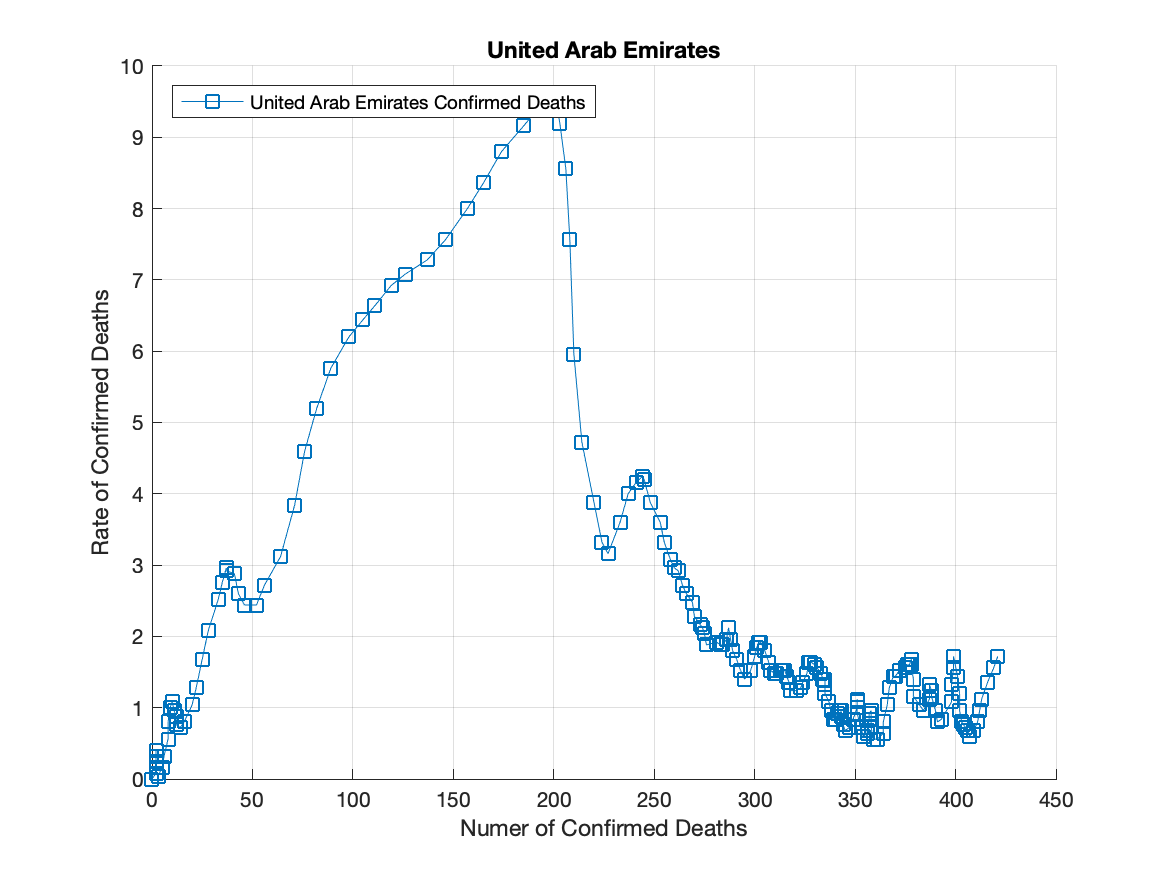 United Arab Emirates
United Arab Emirates Confirmed Deaths
Rate of Confirmed Deaths
10
9
8
7
6
5
4
3
2
1
0
0 50 100 150 200 250 300 350 400 450
Numer of Confirmed Deaths